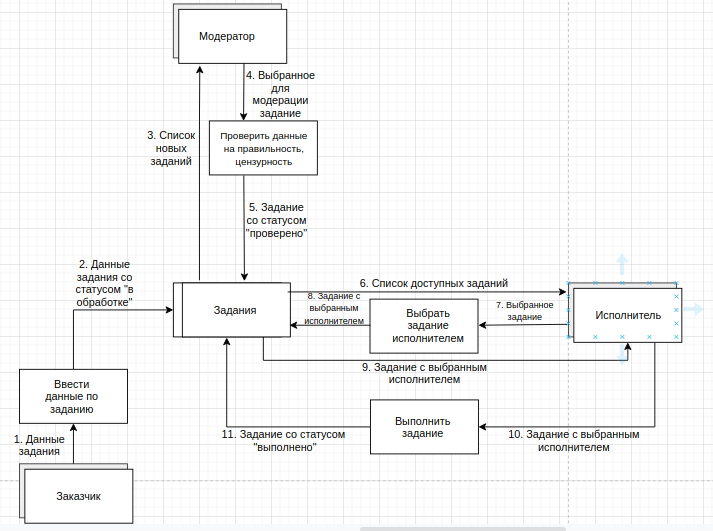 Модератор
4. Выбранное
для
модерации
задание
3. Список
новых
заданий
Проверить данные
на правильность,
цензурность
5. Задание
со статусом
"проверено"
2. Данные
задания со
статусом "в
обработке"
Задания
6. Список доступных заданий
8. Задание с
выбранным
исполнителем
Выбрать
задание
исполнителем
7. Выбранное
задание
Исполнитель
9. Задание с выбранным
исполнителем
Ввести
данные по
заданию
1. Данные
задания
Заказчик
11. Задание со статусом
"выполнено"
Выполнить
задание
10. Задание с выбранным
исполнителем